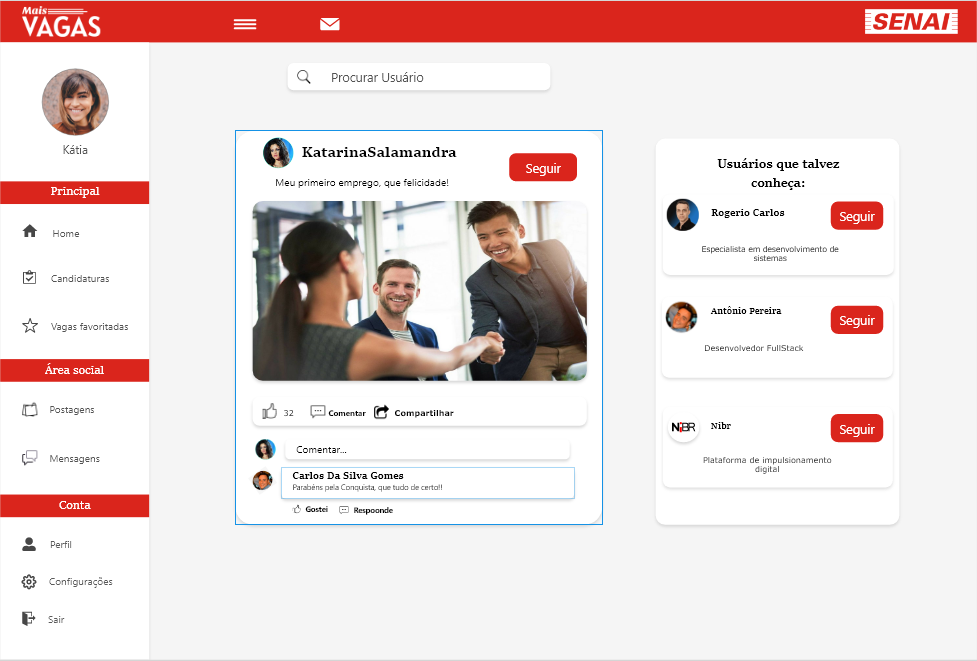 Mais
VAGAS
SENAI
Procurar Usuário
Kátia
Principal
Home
Candidaturas
Vagas favoritadas
Área social
Postagens
Mensagens
Conta
Perfil
Configurações
Sair
KatarinaSalamandra
Seguir
Meu primeiro emprego, que felicidade!
32
Comentar
Compartilhar
Comentar...
Carlos Da Silva Gomes
Parabéns pela Conquista, que tudo de certo!!
Gostei
Respoonde
Usuários que talvez
conheça:
Rogerio Carlos
Seguir
Especialista em desenvolvimento de
sistemas
Antônio Pereira
Seguir
Desenvolvedor FullStack
NIBR
Nibr
Seguir
Plataforma de impulsionamento
digital